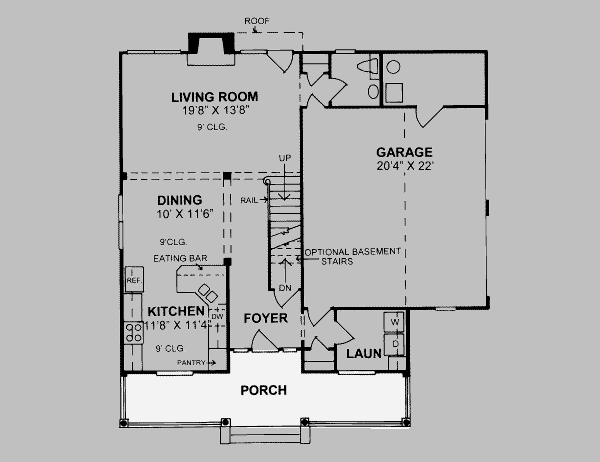 ROOF
LIVING ROOM
19'8" X 13'8"
9' CLG.
GARAGE
20'4" X 22'
UP
DINING
10' X 11'6"
RAIL
9'CLG.
EATING BAR
OPTIONAL BASEMENT
STAIRS
REF.
DN
KITCHEN
11'8" X 11'4"
DW
FOYER
W
D
9' CLG
PANTRY
LAUN
PORCH